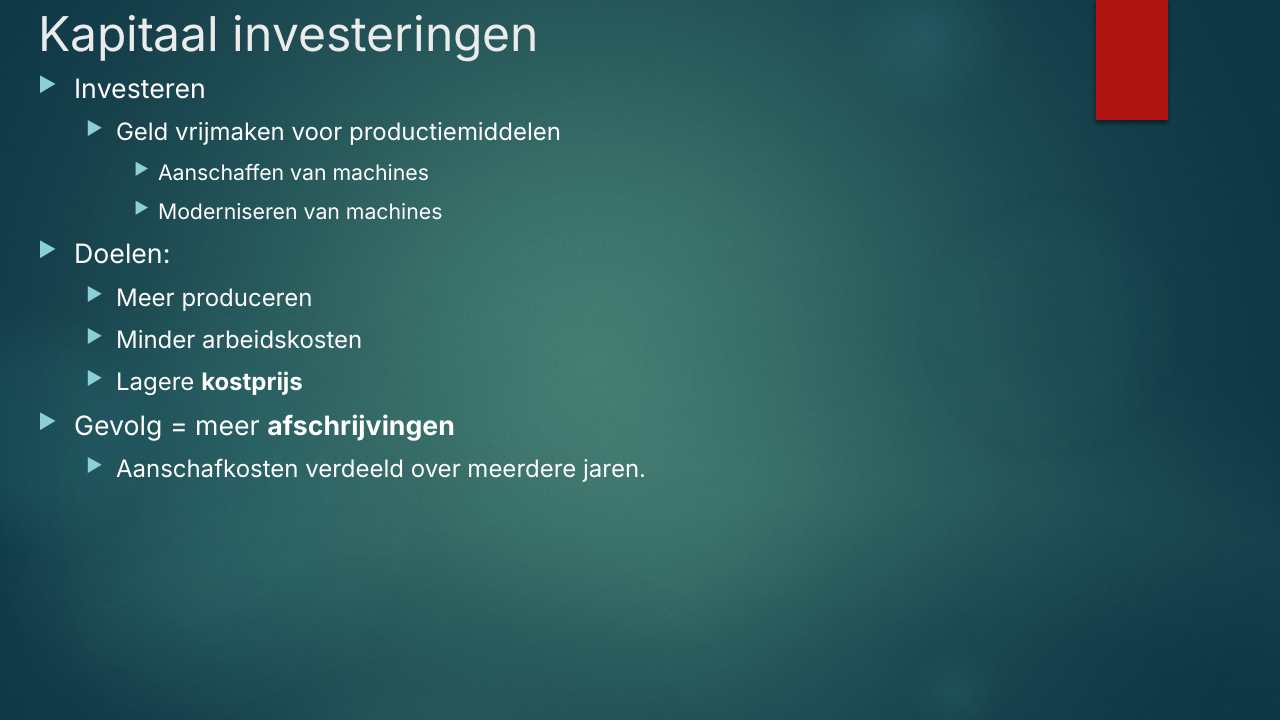 Kapitaal investeringen
Investeren
Geld vrijmaken voor productiemiddelen
Aanschaffen van machines
Moderniseren van machines
Doelen:
Meer produceren
Minder arbeidskosten
Lagere kostprijs
Gevolg = meer afschrijvingen
Aanschafkosten verdeeld over meerdere jaren.